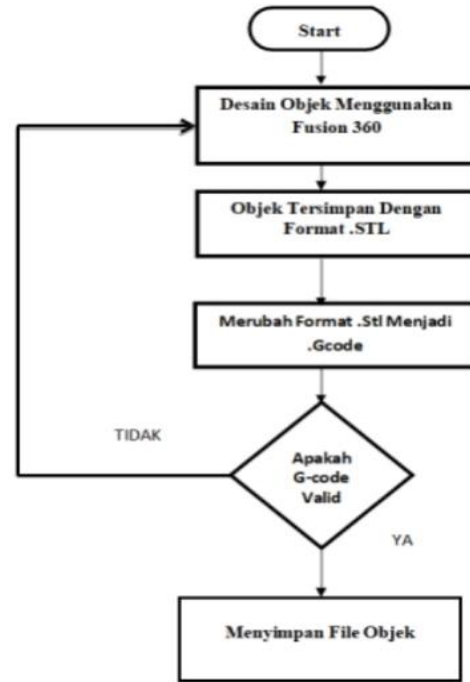 Start
Desain Objek Menggunakan
Fusion 360
Objek Tersimpan Dengan
Format .STL
Merubah Format .Stl Menjadi
.Gcode
TIDAK
Apakah
G-code
Valid
YA
Menyimpan File Objek